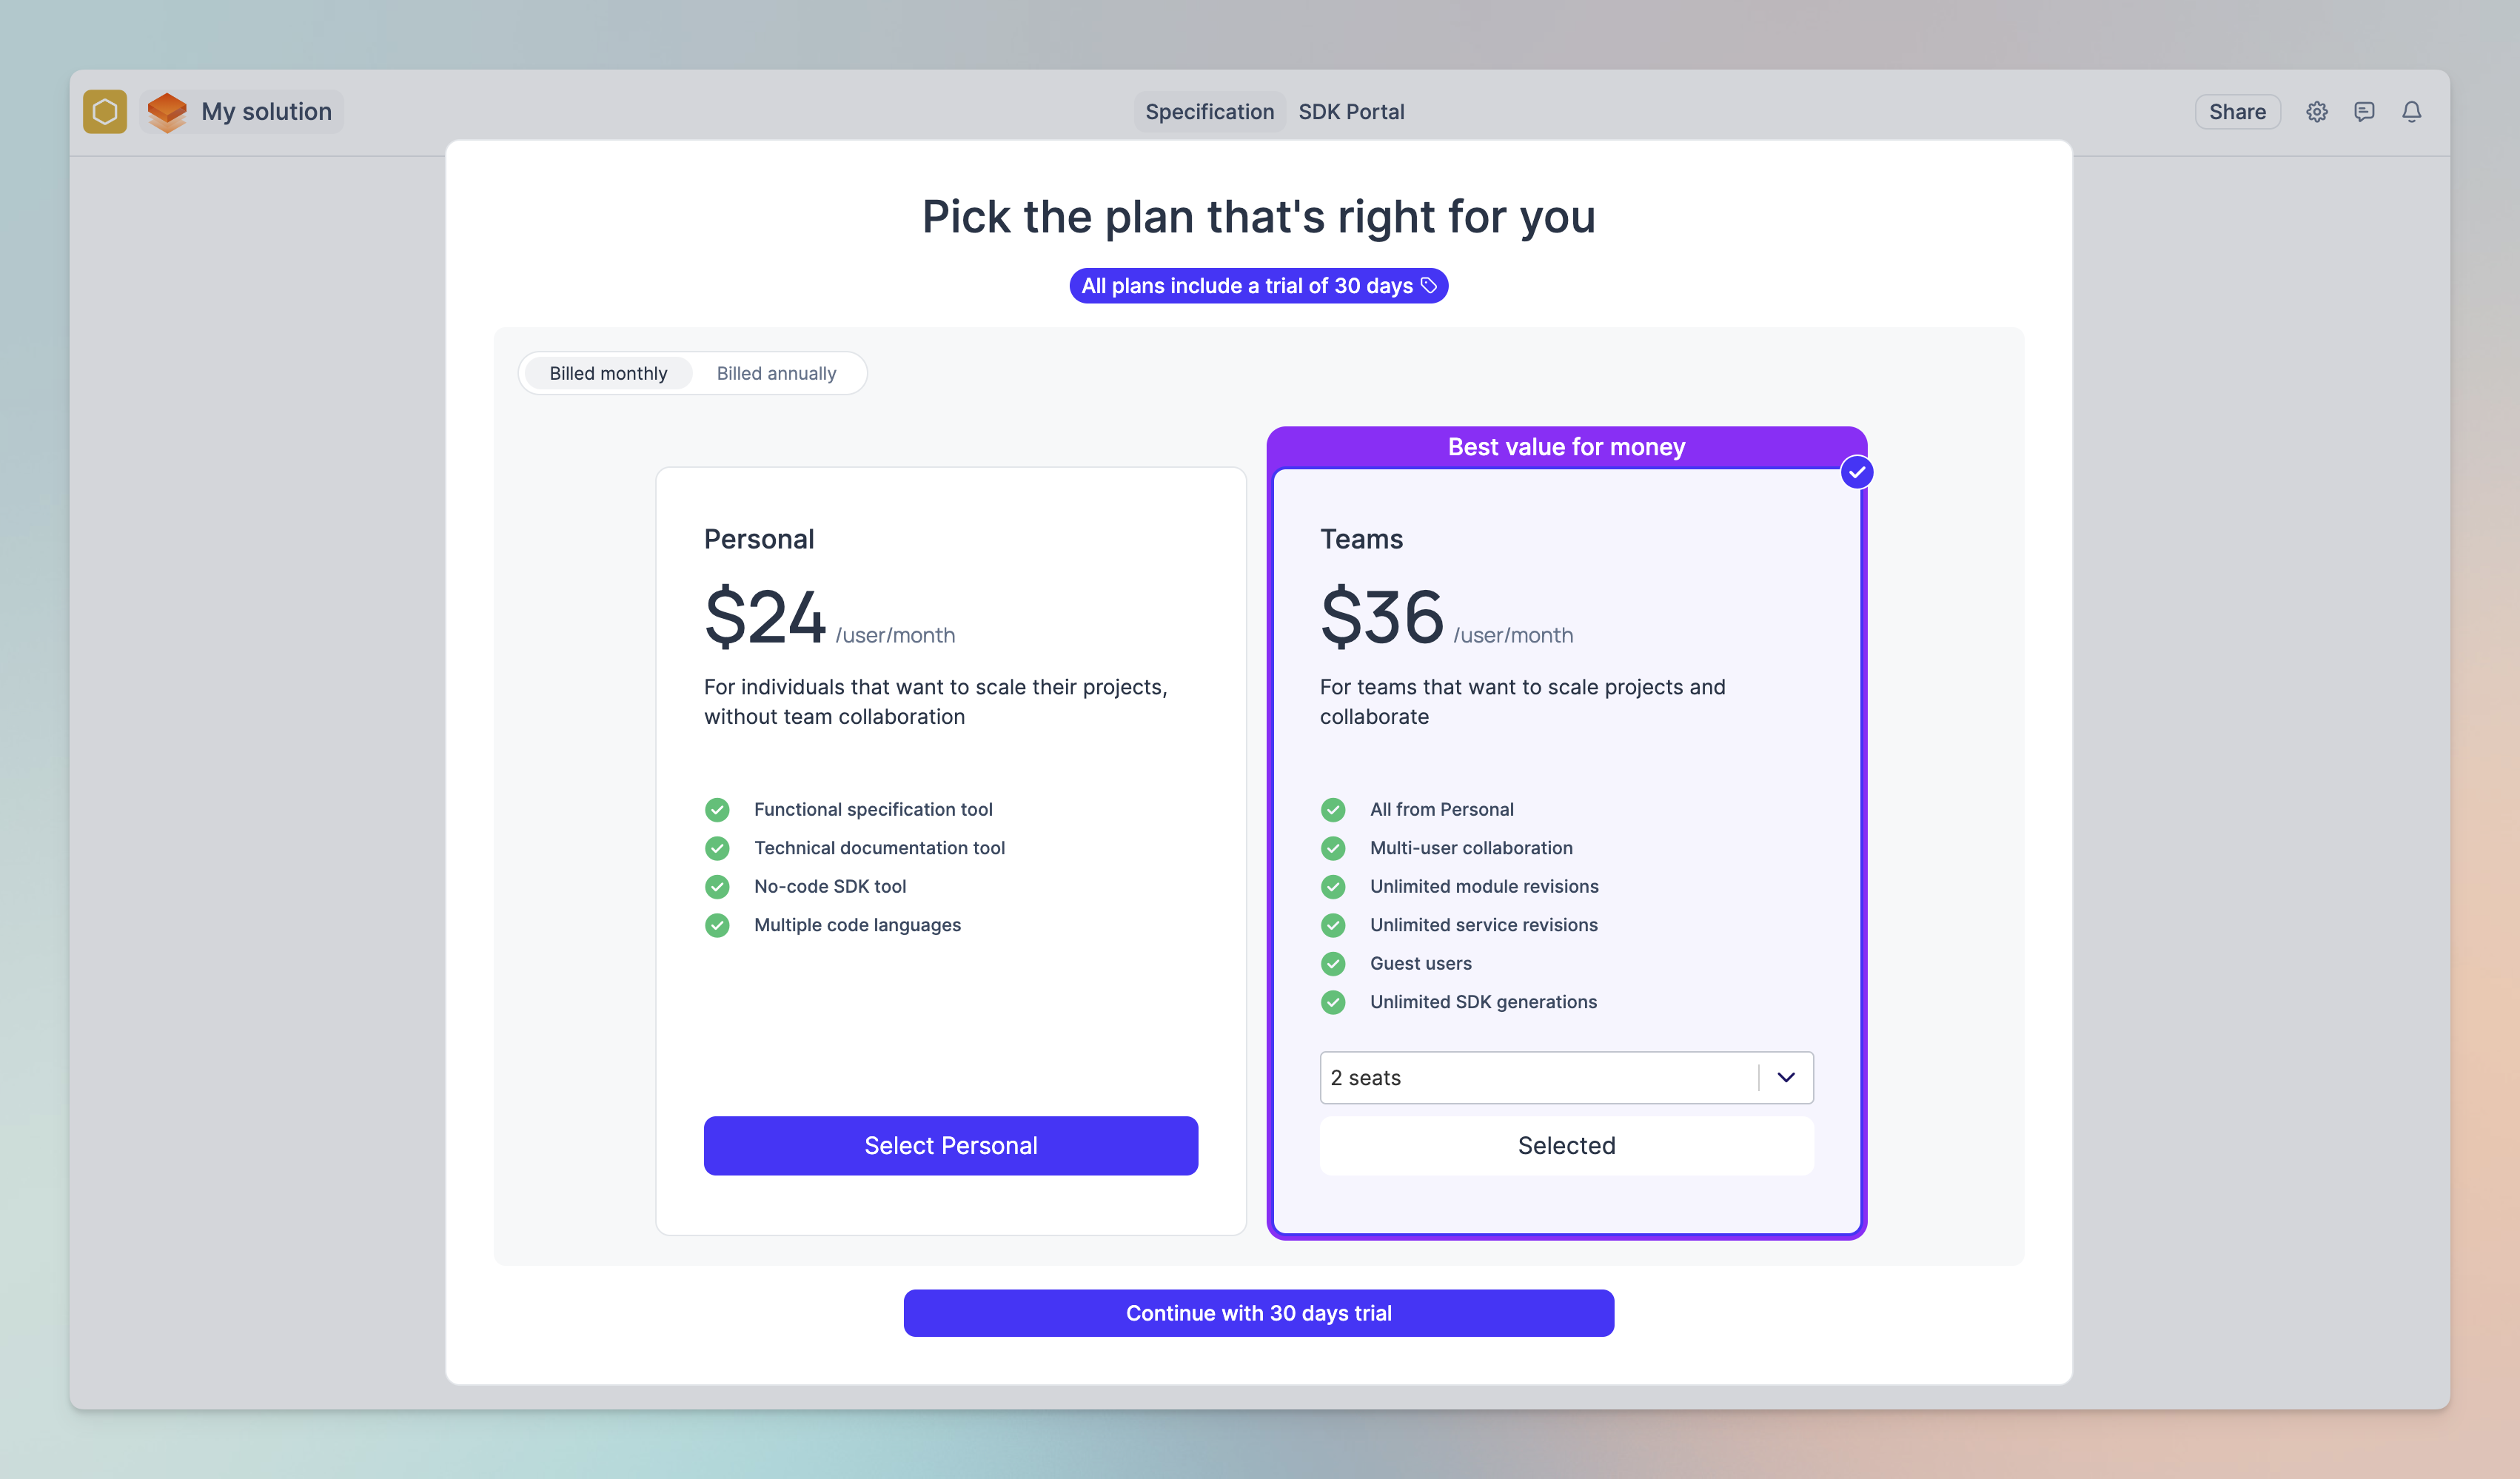 My solution
Specification
SDK Portal
Share
Pick the plan that's right for you
All plans include a trial of 30 days
Billed monthly
Billed annually
Best value for money
Personal
$24 /user/month
For individuals that want to scale their projects,
without team collaboration
Functional specification tool
Technical documentation tool
No-code SDK tool
Multiple code languages
Select Personal
Teams
$36 /user/month
For teams that want to scale projects and
collaborate
All from Personal
Multi-user collaboration
Unlimited module revisions
Unlimited service revisions
Guest users
Unlimited SDK generations
2 seats
Selected
Continue with 30 days trial